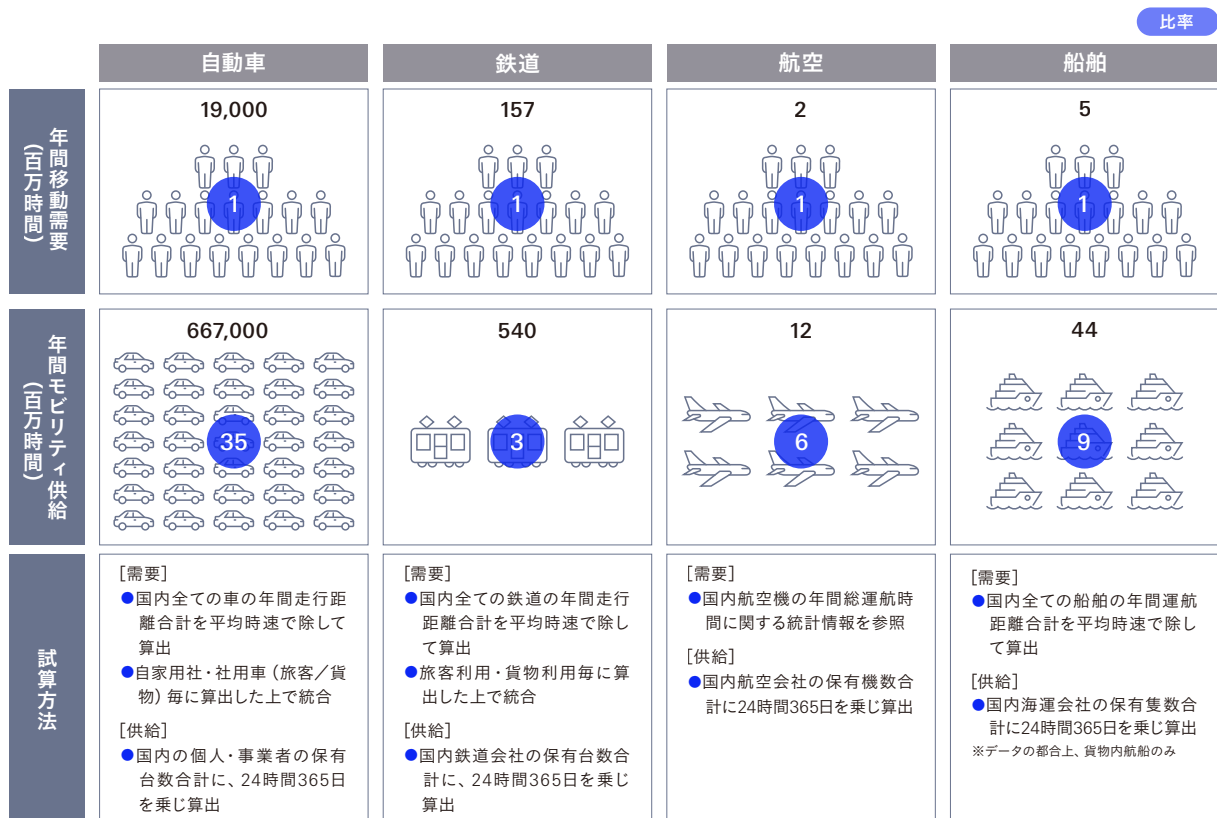 比率
自動車
鉄道
航空
船舶
年間移動需要
(百万時間)
19,000
1
157
1
2
1
5
1
年間モビリティ供給
(百万時間)
667,000
35
540
3
12
6
44
9
試算方法
[需要]
●国内全ての車の年間走行距
離合計を平均時速で除して
算出
●自家用社・社用車（旅客／貨
物）毎に算出した上で統合
[供給]
●国内の個人・事業者の保有
台数合計に、24時間365日
を乗じ算出
[需要]
●国内全ての鉄道の年間走行
距離合計を平均時速で除し
て算出
●旅客利用・貨物利用毎に算
出した上で統合
[供給]
●国内鉄道会社の保有台数合
計に、24時間365日を乗じ
算出
[需要]
●国内航空機の年間総運航時
間に関する統計情報を参照
[供給]
●国内航空会社の保有機数合
計に24時間365日を乗じ算出
[需要]
●国内全ての船舶の年間運航
距離合計を平均時速で除し
て算出
[供給]
●国内海運会社の保有隻数合
計に24時間365日を乗じ算出
※データの都合上、貨物内航船のみ